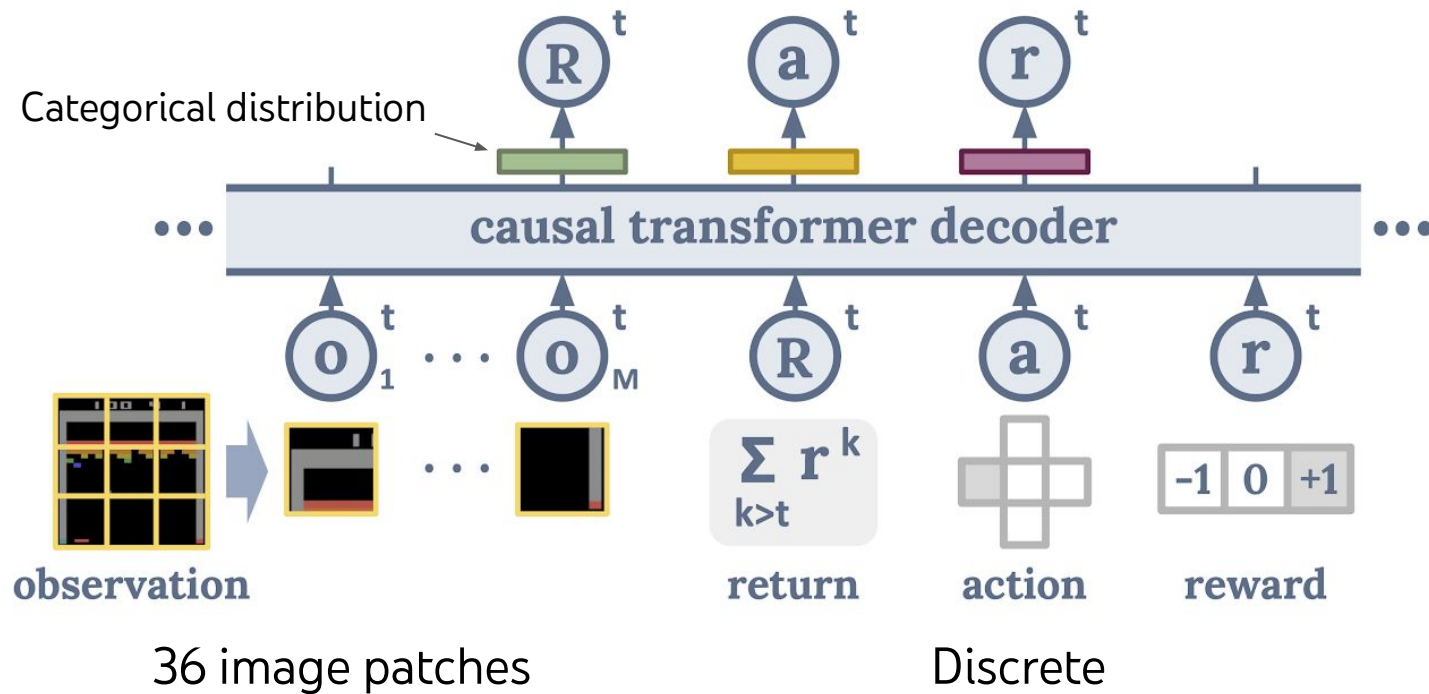 R t a t r t
Categorical distribution
... causal transformer decoder ...
o t 1 ... o t M R t a t r t
Σ r k
k>t
... -1 0 +1
observation return action reward
36 image patches Discrete